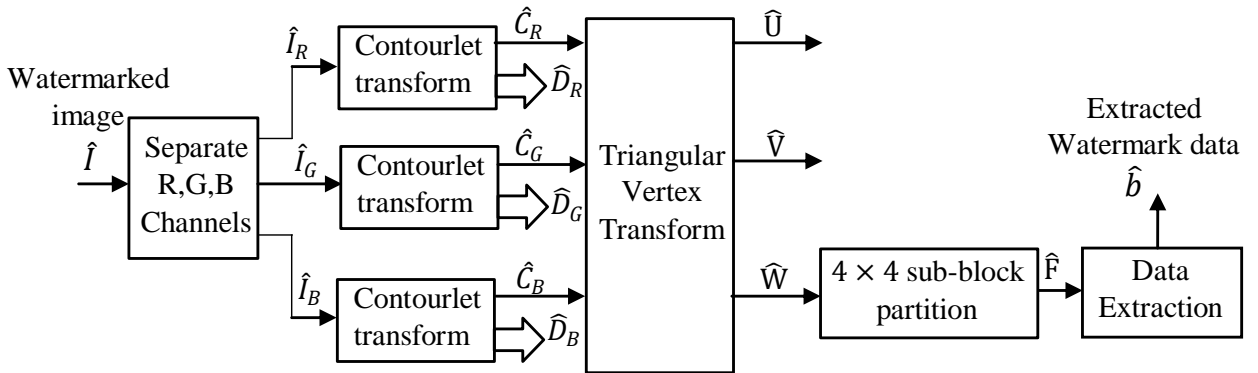 Watermarked
image
Î
Separate
R,G,B
Channels
Î_R
Contourlet
transform
Ĉ_R
D̂_R
Î_G
Contourlet
transform
Ĉ_G
D̂_G
Î_B
Contourlet
transform
Ĉ_B
D̂_B
Triangular
Vertex
Transform
Û
V̂
Ŵ
4 × 4 sub-block
partition
F̂
Data
Extraction
Extracted
Watermark data
b̂